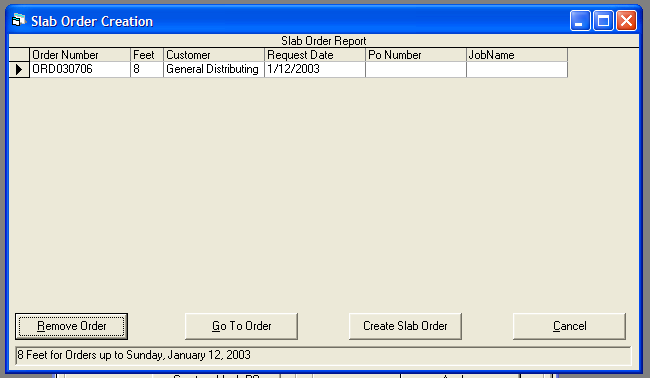 Slab Order Creation
Slab Order Report
Order Number Feet Customer Request Date Po Number JobName
ORD030706 8 General Distributing 1/12/2003
Remove Order Go To Order Create Slab Order Cancel
8 Feet for Orders up to Sunday, January 12, 2003